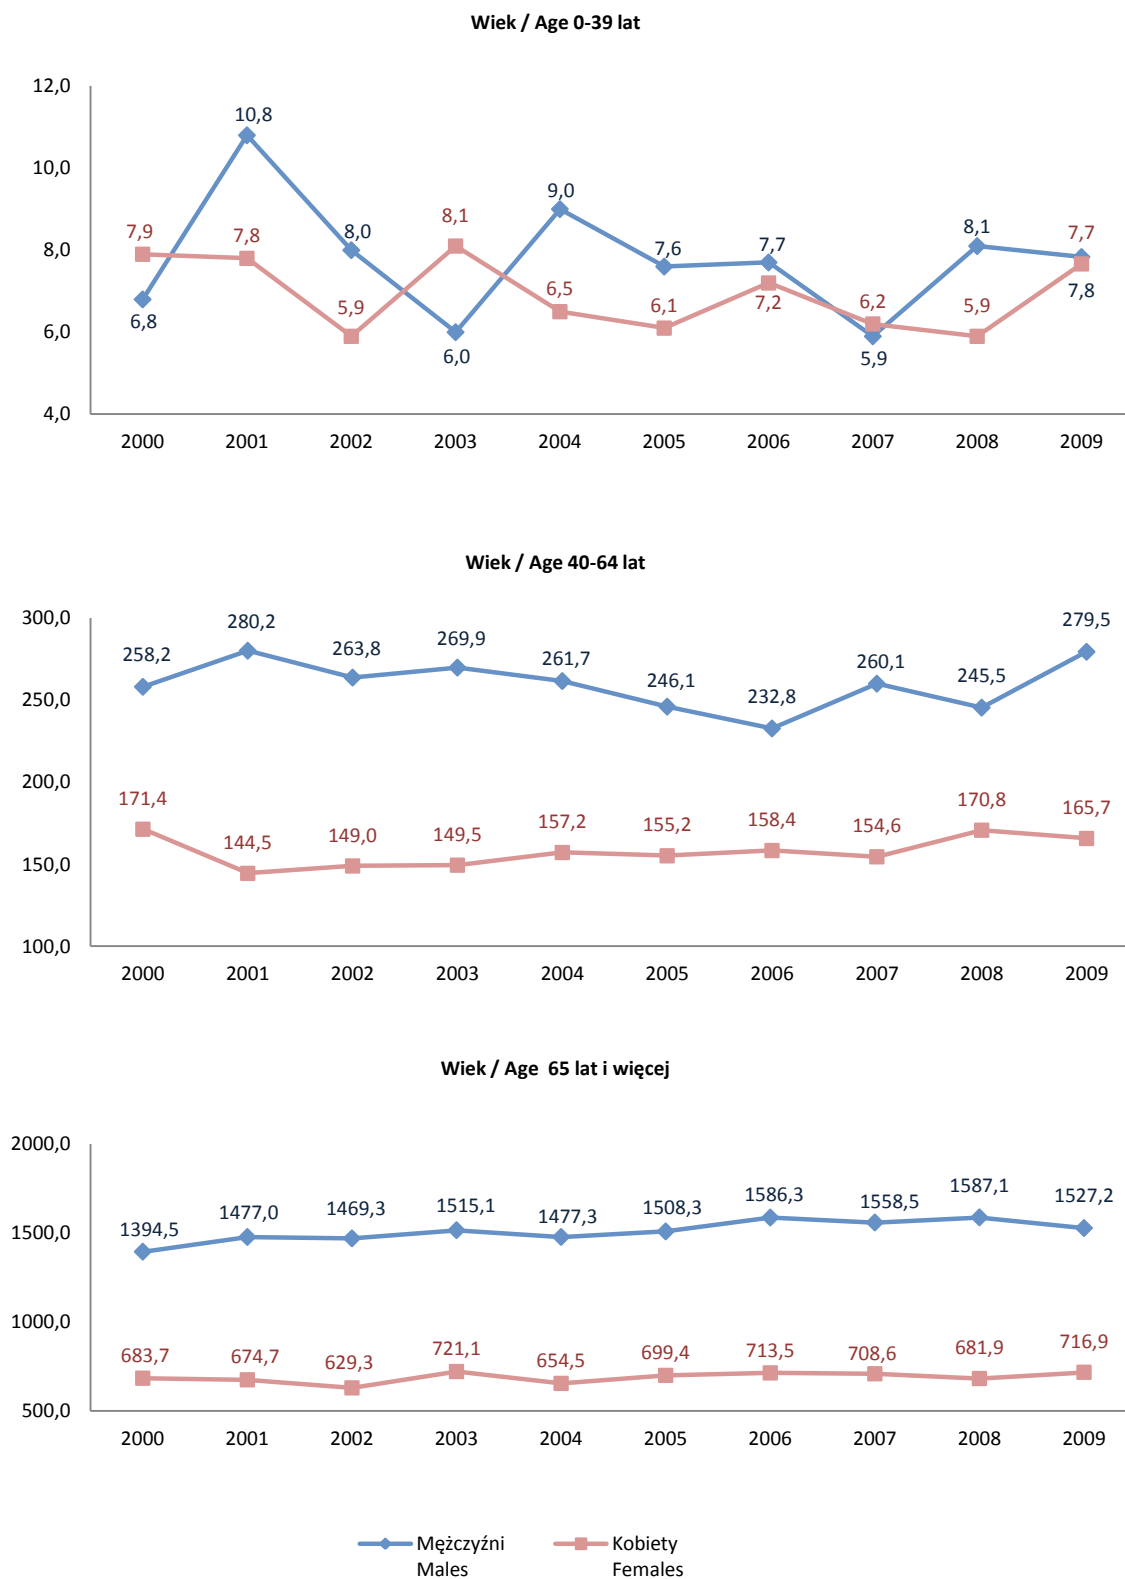 Wiek / Age 0-39 lat
12,0
10,0
8,0
6,0
4,0
10,8
9,0
7,9
7,8
8,0
8,1
7,6
7,7
8,1
7,7
6,8
5,9
6,0
6,5
6,1
7,2
6,2
5,9
5,9
7,8
2000 2001 2002 2003 2004 2005 2006 2007 2008 2009
Wiek / Age 40-64 lat
300,0
250,0
200,0
150,0
100,0
258,2 280,2 263,8 269,9 261,7 246,1 232,8 260,1 245,5 279,5
171,4 144,5 149,0 149,5 157,2 155,2 158,4 154,6 170,8 165,7
2000 2001 2002 2003 2004 2005 2006 2007 2008 2009
Wiek / Age 65 lat i więcej
2000,0
1500,0
1000,0
500,0
1394,5 1477,0 1469,3 1515,1 1477,3 1508,3 1586,3 1558,5 1587,1 1527,2
683,7 674,7 629,3 721,1 654,5 699,4 713,5 708,6 681,9 716,9
2000 2001 2002 2003 2004 2005 2006 2007 2008 2009
Mężczyźni
Males
Kobiety
Females